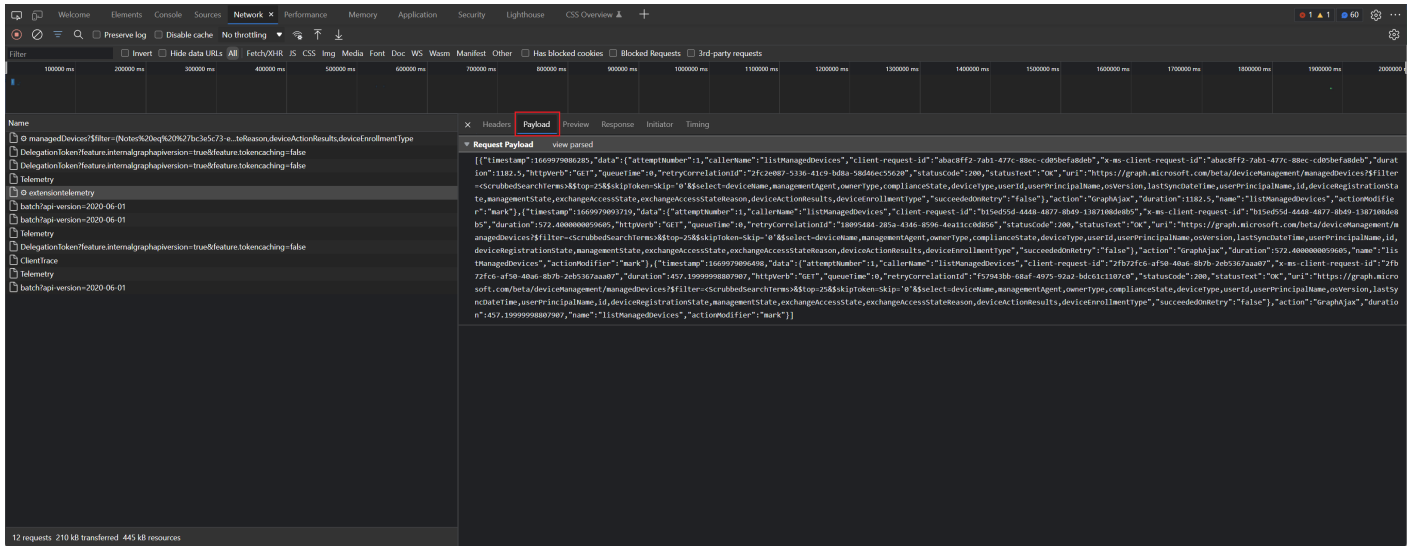 Welcome Elements Console Sources Network × Performance Memory Application Security Lighthouse CSS Overview
1 1 60
Preserve log Disable cache No throttling
Filter Invert Hide data URLs All Fetch/XHR JS CSS Img Media Font Doc WS Wasm Manifest Other Has blocked cookies Blocked Requests 3rd-party requests
100000 ms 200000 ms 300000 ms 400000 ms 500000 ms 600000 ms 700000 ms 800000 ms 900000 ms 1000000 ms 1100000 ms 1200000 ms 1300000 ms 1400000 ms 1500000 ms 1600000 ms 1700000 ms 1800000 ms 1900000 ms 2000000
Name
managedDevices?$filter=(Notes%20eq%20%27bc3e5c73-e...teReason,deviceActionResults,deviceEnrollmentType
DelegationToken?feature.internalgraphapiversion=true&feature.tokencaching=false
DelegationToken?feature.internalgraphapiversion=true&feature.tokencaching=false
Telemetry
extensiontelemetry
batch?api-version=2020-06-01
batch?api-version=2020-06-01
Telemetry
DelegationToken?feature.internalgraphapiversion=true&feature.tokencaching=false
ClientTrace
Telemetry
batch?api-version=2020-06-01
12 requests 210 kB transferred 445 kB resources
× Headers Payload Preview Response Initiator Timing
Request Payload view parsed
[{"timestamp":1669979086285,"data":{"attemptNumber":1,"callerName":"listManagedDevices","client-request-id":"abac8ff2-7ab1-477c-88ec-cd05befa8deb","x-ms-client-request-id":"abac8ff2-7ab1-477c-88ec-cd05befa8deb","durat
ion":1182.5,"httpVerb":"GET","queueTime":0,"retryCorrelationId":"2fc2e087-5336-41c9-bd8a-58d46ec55620","statusCode":200,"statusText":"OK","uri":"https://graph.microsoft.com/beta/deviceManagement/managedDevices?$filter
=<ScrubbedSearchTerms>&$top=25&$skipToken=Skip='0'&$select=deviceName,managementAgent,ownerType,complianceState,deviceType,userId,userPrincipalName,osVersion,lastSyncDateTime,userPrincipalName,id,deviceRegistrationSta
te,managementState,exchangeAccessState,exchangeAccessStateReason,deviceActionResults,deviceEnrollmentType","succeededOnRetry":"false"},"action":"GraphAjax","duration":1182.5,"name":"listManagedDevices","actionModifie
r":"mark"},{"timestamp":1669979093719,"data":{"attemptNumber":1,"callerName":"listManagedDevices","client-request-id":"b15ed55d-4448-4877-8b49-1387108de8b5","x-ms-client-request-id":"b15ed55d-4448-4877-8b49-1387108de8
b5","duration":572.4000000059605,"httpVerb":"GET","queueTime":0,"retryCorrelationId":"18095484-285a-4346-8596-4ea11cc0d856","statusCode":200,"statusText":"OK","uri":"https://graph.microsoft.com/beta/deviceManagement/m
anagedDevices?$filter=<ScrubbedSearchTerms>&$top=25&$skipToken=Skip='0'&$select=deviceName,managementAgent,ownerType,complianceState,deviceType,userId,userPrincipalName,osVersion,lastSyncDateTime,userPrincipalName,id,
deviceRegistrationState,managementState,exchangeAccessState,exchangeAccessStateReason,deviceActionResults,deviceEnrollmentType","succeededOnRetry":"false"},"action":"GraphAjax","duration":572.4000000059605,"name":"lis
tManagedDevices","actionModifier":"mark"},{"timestamp":1669979096498,"data":{"attemptNumber":1,"callerName":"listManagedDevices","client-request-id":"2fb72fc6-af50-40a6-8b7b-2eb5367aaa07","x-ms-client-request-id":"2fb
72fc6-af50-40a6-8b7b-2eb5367aaa07","duration":457.19999998807907,"httpVerb":"GET","queueTime":0,"retryCorrelationId":"f57943bb-68af-4975-92a2-bdc61c1107c0","statusCode":200,"statusText":"OK","uri":"https://graph.micro
soft.com/beta/deviceManagement/managedDevices?$filter=<ScrubbedSearchTerms>&$top=25&$skipToken=Skip='0'&$select=deviceName,managementAgent,ownerType,complianceState,deviceType,userId,userPrincipalName,osVersion,lastSy
ncDateTime,userPrincipalName,id,deviceRegistrationState,managementState,exchangeAccessState,exchangeAccessStateReason,deviceActionResults,deviceEnrollmentType","succeededOnRetry":"false"},"action":"GraphAjax","duratio
n":457.19999998807907,"name":"listManagedDevices","actionModifier":"mark"}]